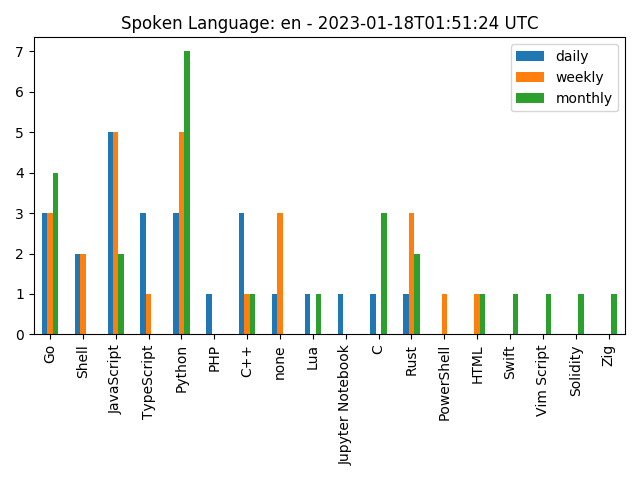 Spoken Language: en - 2023-01-18T01:51:24 UTC
daily
weekly
monthly
7
6
5
4
3
2
1
0
Go
Shell
JavaScript
TypeScript
Python
PHP
C++
none
Lua
Jupyter Notebook
C
Rust
PowerShell
HTML
Swift
Vim Script
Solidity
Zig